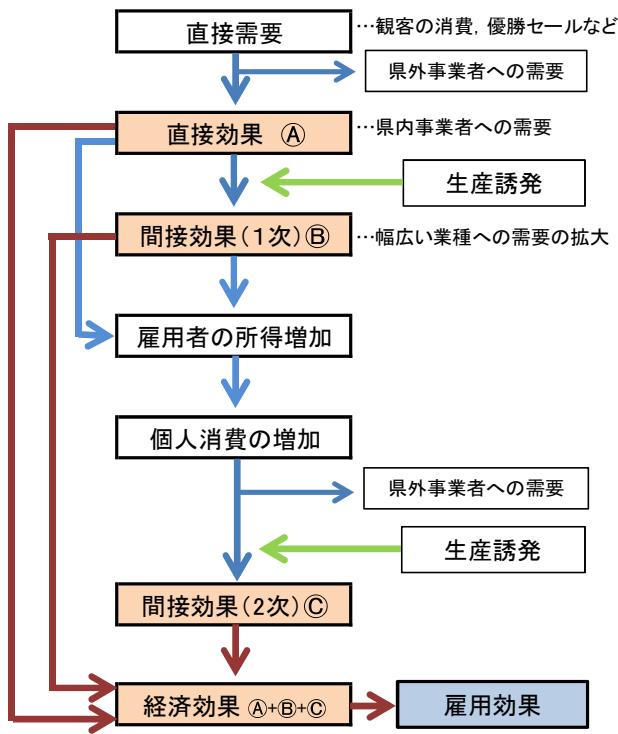 直接需要
…観客の消費，優勝セールなど
県外事業者への需要
直接効果 Ⓐ
…県内事業者への需要
生産誘発
間接効果（１次）Ⓑ
…幅広い業種への需要の拡大
雇用者の所得増加
個人消費の増加
県外事業者への需要
生産誘発
間接効果（２次）Ⓒ
経済効果 Ⓐ+Ⓑ+Ⓒ
雇用効果